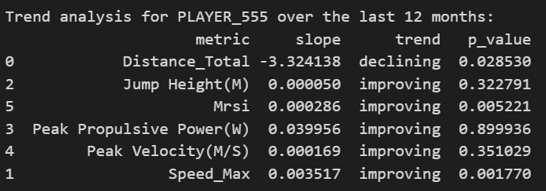 Trend analysis for PLAYER_555 over the last 12 months:
metric slope trend p_value
0 Distance_Total -3.324138 declining 0.028530
2 Jump Height(M) 0.000050 improving 0.322791
5 Mrsi 0.000286 improving 0.005221
3 Peak Propulsive Power(W) 0.039956 improving 0.899936
4 Peak Velocity(M/S) 0.000169 improving 0.351029
1 Speed_Max 0.003517 improving 0.001770